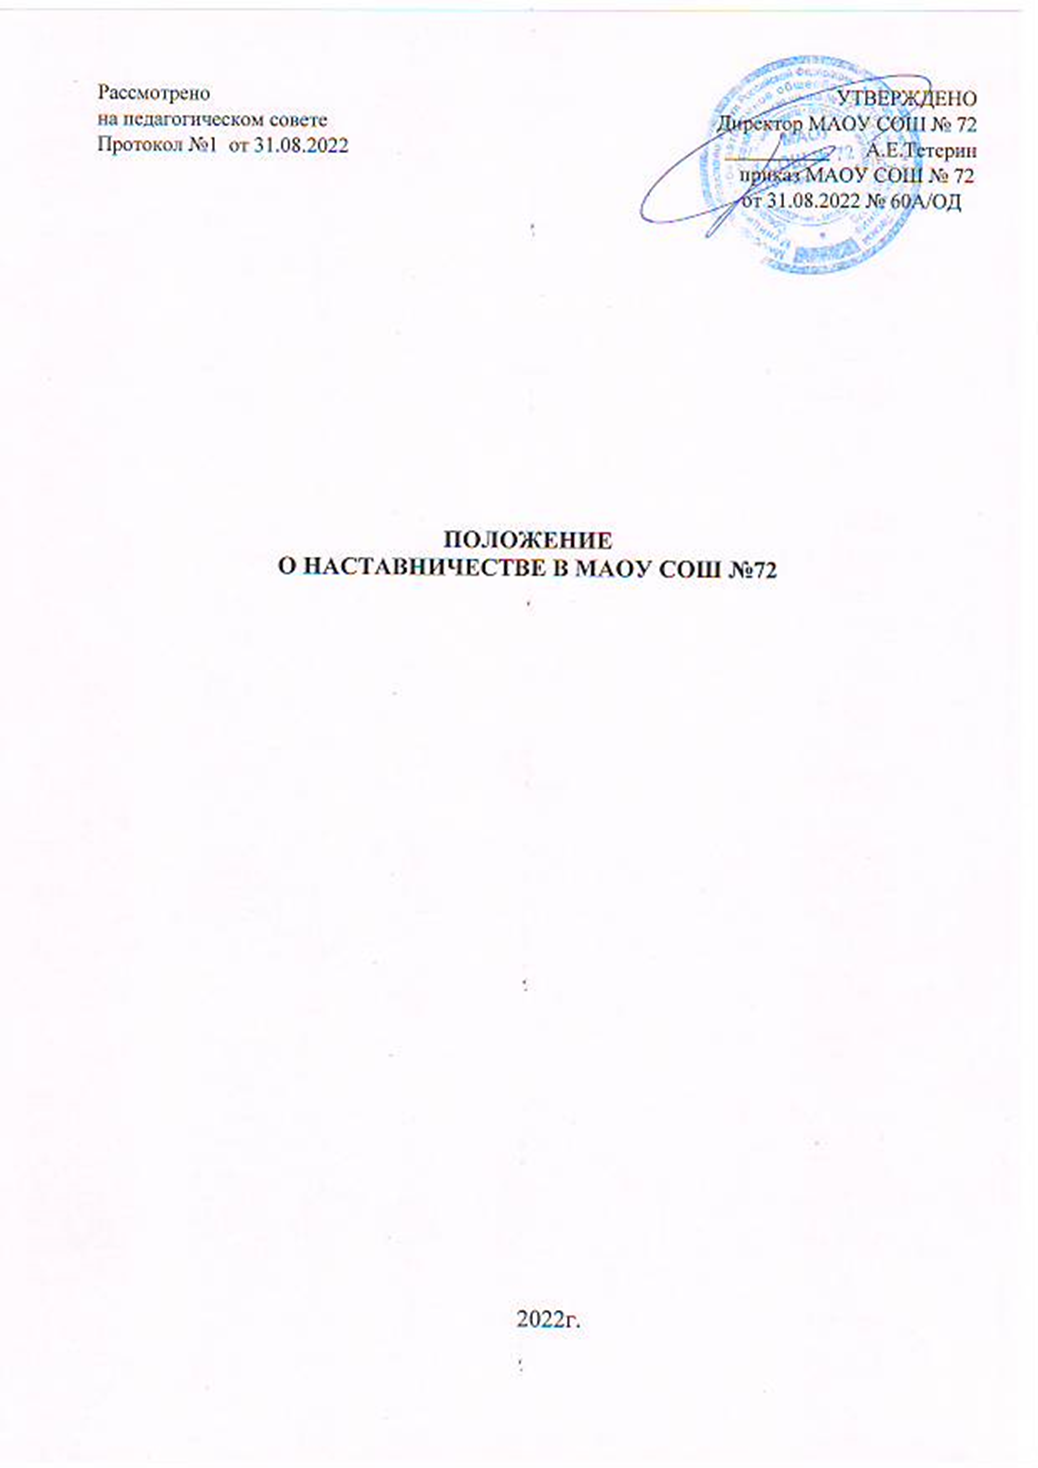 Рассмотрено
на педагогическом совете
Протокол №1 от 31.08.2022
УТВЕРЖДЕНО
Директор МАОУ СОШ № 72
А.Е.Тетерин
приказ МАОУ СОШ № 72
от 31.08.2022 № 60А/ОД
ПОЛОЖЕНИЕ
О НАСТАВНИЧЕСТВЕ В МАОУ СОШ №72
2022г.